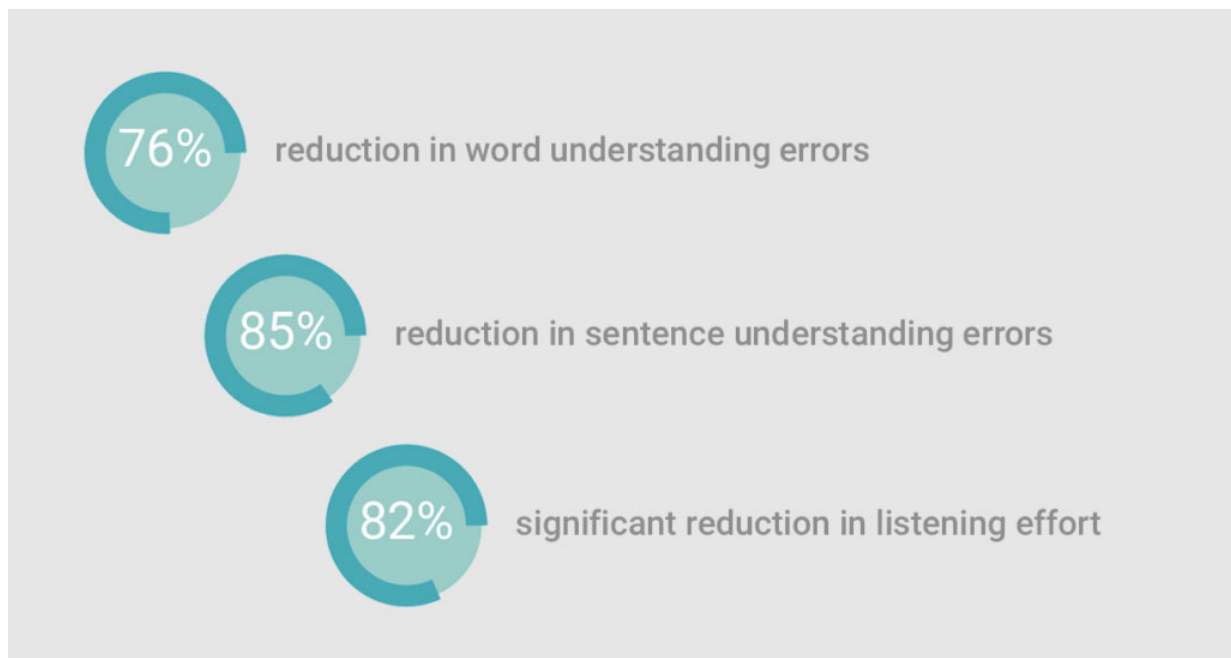 76%
reduction in word understanding errors
85%
reduction in sentence understanding errors
82%
significant reduction in listening effort